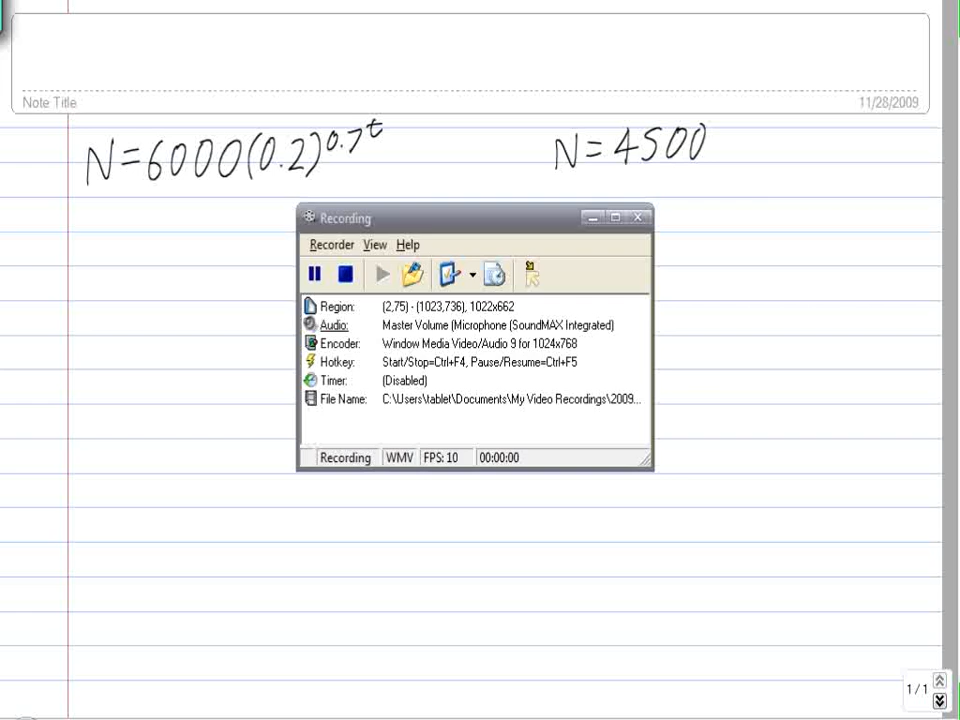 Note Title
11/28/2009
N=6000(0.2)^0.7^t
N=4500
Recording
Recorder View Help
Region: (2,75) - (1023,736), 1022x662
Audio: Master Volume (Microphone (SoundMAX Integrated)
Encoder: Window Media Video/Audio 9 for 1024x768
Hotkey: Start/Stop=Ctrl+F4, Pause/Resume=Ctrl+F5
Timer: (Disabled)
File Name: C:\Users\tablet\Documents\My Video Recordings\2009...
Recording WMV FPS: 10 00:00:00
1/1